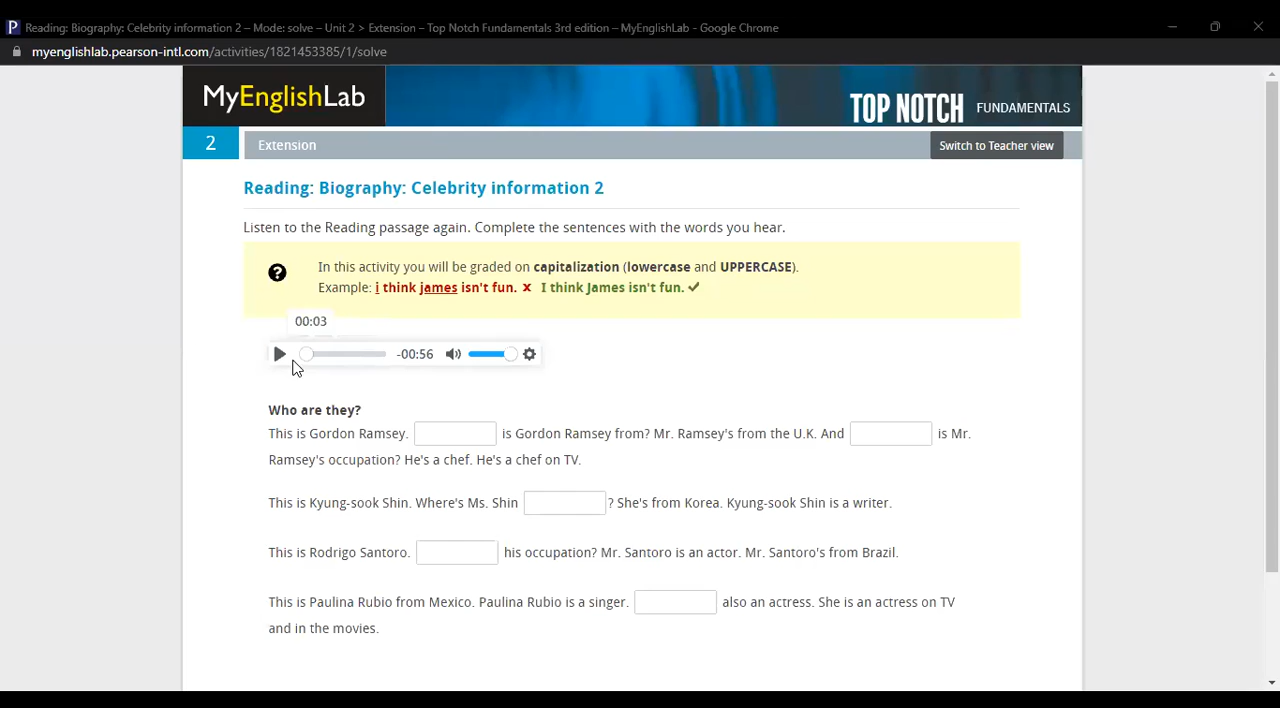 Reading: Biography: Celebrity information 2 – Mode: solve – Unit 2 > Extension – Top Notch Fundamentals 3rd edition – MyEnglishLab - Google Chrome
myenglishlab.pearson-intl.com/activities/1821453385/1/solve
MyEnglishLab
TOP NOTCH FUNDAMENTALS
2 Extension Switch to Teacher view
Reading: Biography: Celebrity information 2
Listen to the Reading passage again. Complete the sentences with the words you hear.
In this activity you will be graded on capitalization (lowercase and UPPERCASE).
Example: i think james isn't fun. × I think James isn't fun. ✓
00:03
-00:56
Who are they?
This is Gordon Ramsey. is Gordon Ramsey from? Mr. Ramsey's from the U.K. And is Mr.
Ramsey's occupation? He's a chef. He's a chef on TV.
This is Kyung-sook Shin. Where's Ms. Shin ? She's from Korea. Kyung-sook Shin is a writer.
This is Rodrigo Santoro. his occupation? Mr. Santoro is an actor. Mr. Santoro's from Brazil.
This is Paulina Rubio from Mexico. Paulina Rubio is a singer. also an actress. She is an actress on TV
and in the movies.